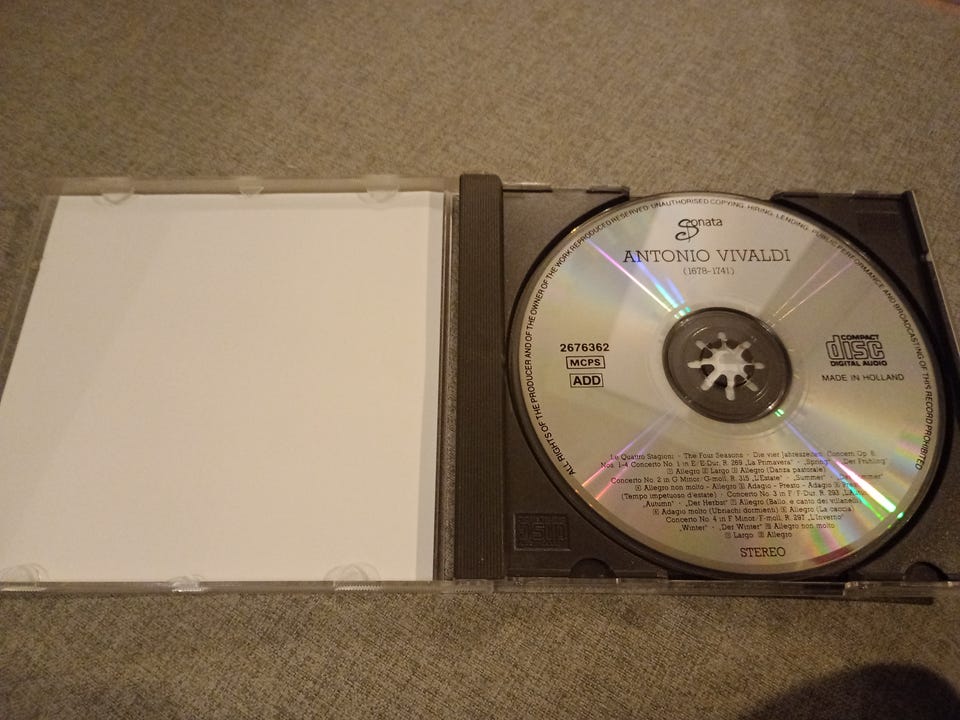 ALL RIGHTS OF THE PRODUCER AND OF THE OWNER OF THE WORK REPRODUCED RESERVED. UNAUTHORISED COPYING, HIRING, LENDING, PUBLIC PERFORMANCE AND BROADCASTING OF THIS RECORD PROHIBITED
Sonata
ANTONIO VIVALDI
(1678-1741)
2676362
MCPS
ADD
COMPACT
disc
DIGITAL AUDIO
MADE IN HOLLAND
Le Quattro Stagioni · The Four Seasons · Die vier Jahreszeiten. Concerti Op. 8,
Nos. 1-4 Concerto No. 1 in E/E-Dur, R. 269 „La Primavera" · „Spring" · „Der Frühling"
1 Allegro 2 Largo 3 Allegro (Danza pastorale)
Concerto No. 2 in G Minor/G-moll, R. 315 „L'Estate" · „Summer" ·
4 Allegro non molto - Allegro 5 Adagio - Presto - Adagio 6
(Tempo impetuoso d'estate) · Concerto No. 3 in F/F-Dur, R. 293
„Autumn" · „Der Herbst" 7 Allegro (Ballo, e canto de' villanelli)
8 Adagio molto (Ubriachi dormienti) 9 Allegro (La caccia)
Concerto No. 4 in F Minor/F-moll, R. 297 „L'Inverno"
„Winter" · „Der Winter" 10 Allegro non molto
11 Largo 12 Allegro
STEREO